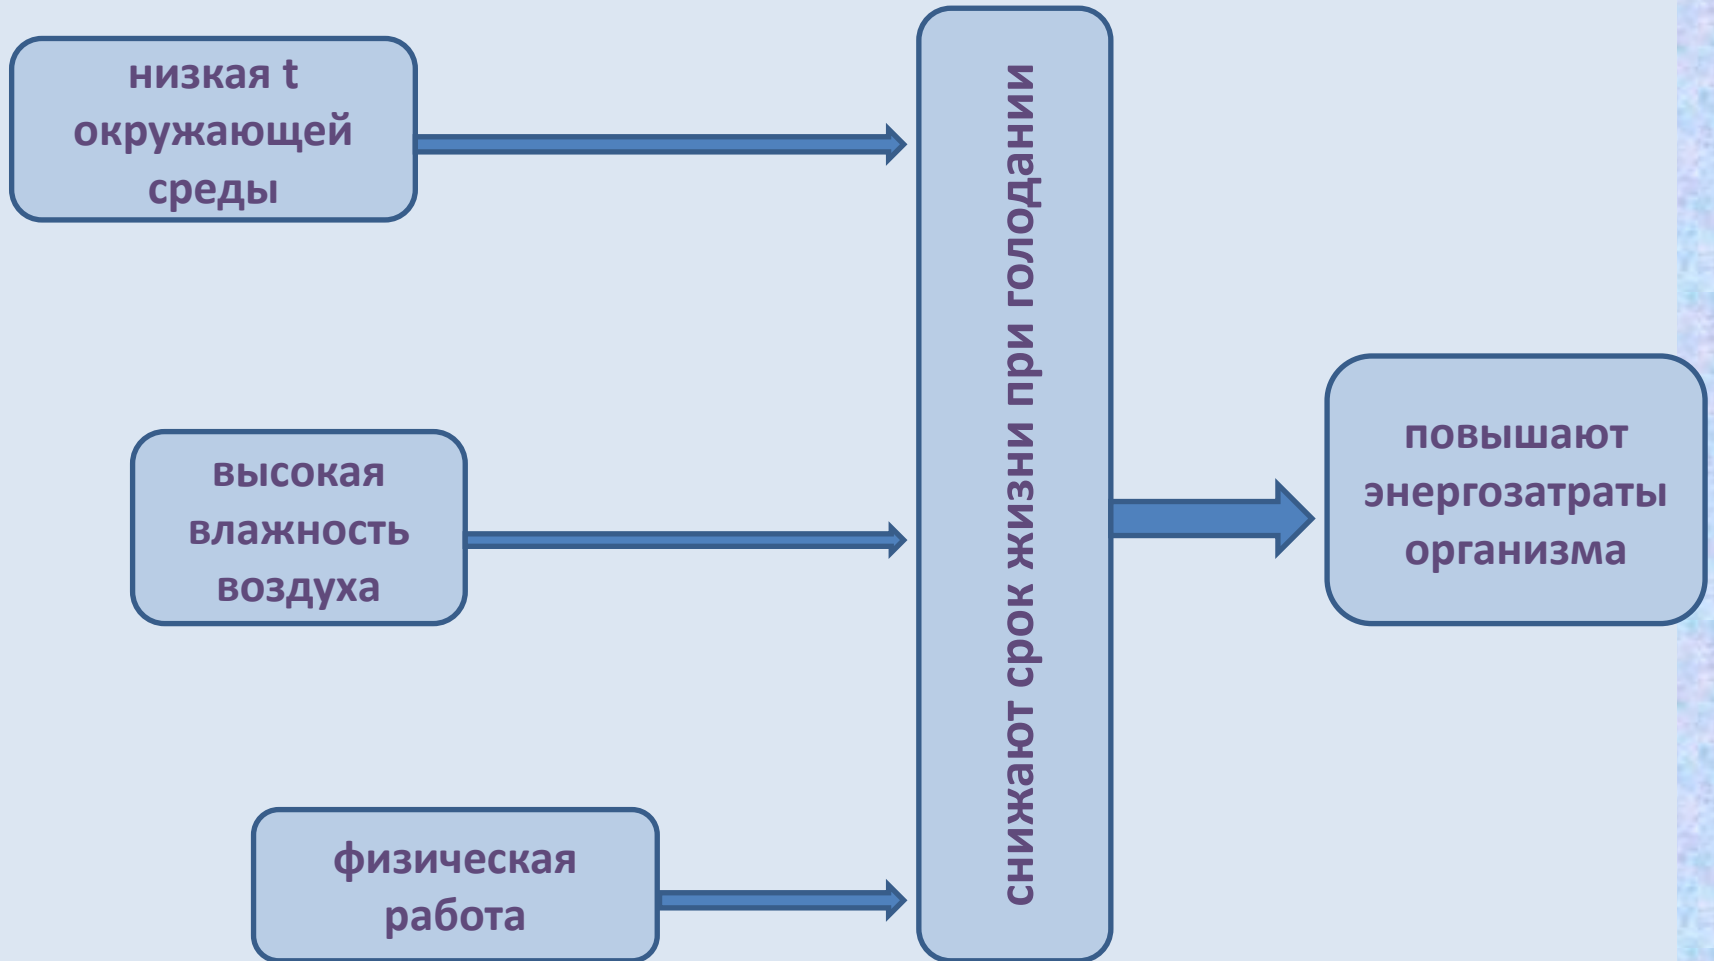 низкая t
окружающей
среды
высокая
влажность
воздуха
физическая
работа
снижают срок жизни при голодании
повышают
энергозатраты
организма